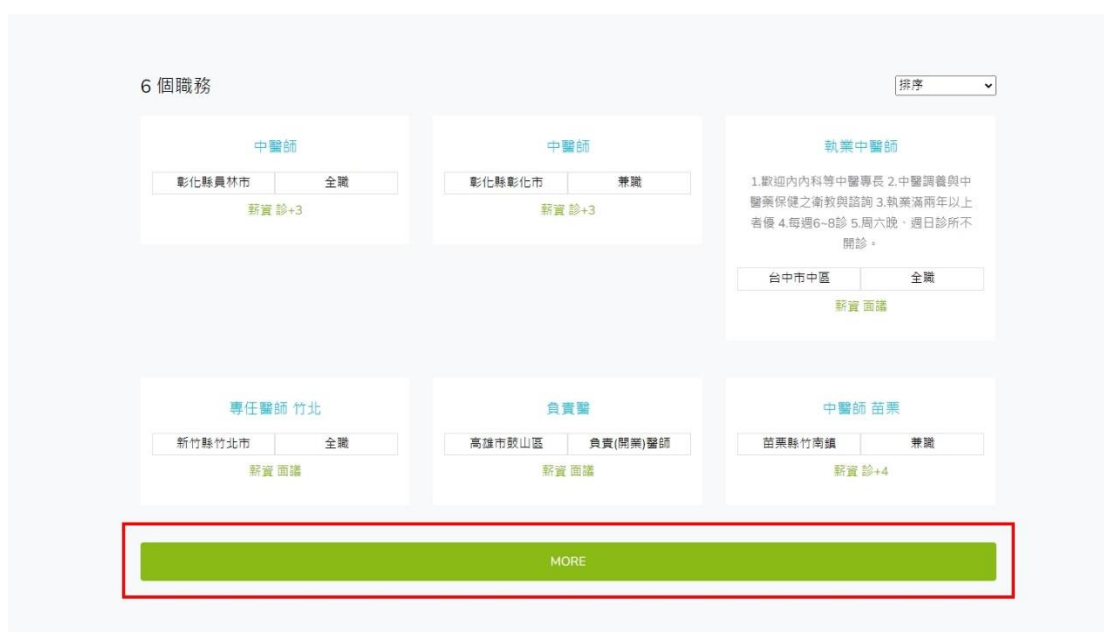 6 個職務
排序
中醫師
彰化縣員林市 全職
薪資 診+3
中醫師
彰化縣彰化市 兼職
薪資 診+3
執業中醫師
1.歡迎內內科等中醫專長 2.中醫調養與中
醫藥保健之衛教與諮詢 3.執業滿兩年以上
者優 4.每週6~8診 5.周六晚、週日診所不
開診。
台中市中區 全職
薪資 面議
專任醫師 竹北
新竹縣竹北市 全職
薪資 面議
負責醫
高雄市鼓山區 負責(開業)醫師
薪資 面議
中醫師 苗栗
苗栗縣竹南鎮 兼職
薪資 診+4
MORE